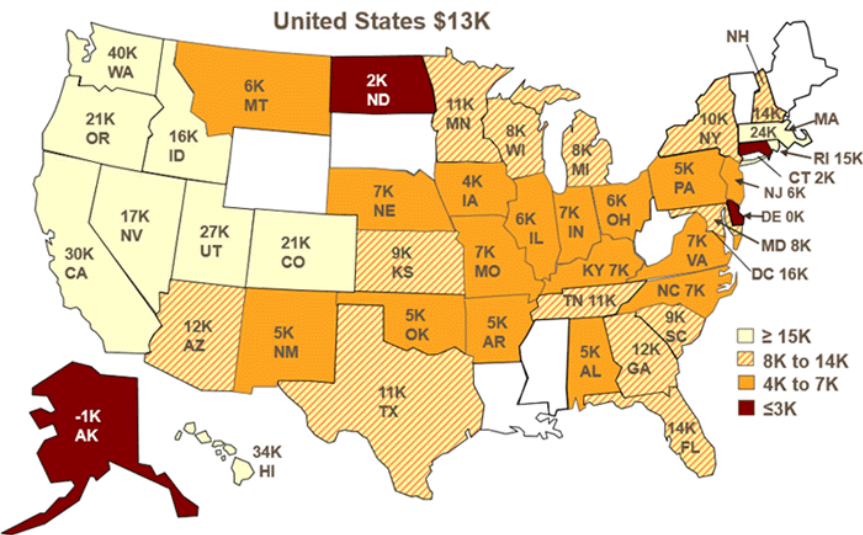 United States $13K
NH
40K
WA
6K
MT
2K
ND
11K
MN
21K
OR
16K
ID
8K
WI
8K
MI
10K
NY
14K
24K
MA
RI 15K
CT 2K
NJ 6K
DE 0K
MD 8K
DC 16K
5K
PA
7K
NE
4K
IA
6K
IL
7K
IN
6K
OH
17K
NV
27K
UT
21K
CO
30K
CA
9K
KS
7K
MO
KY 7K
7K
VA
NC 7K
TN 11K
9K
SC
12K
AZ
5K
NM
5K
OK
5K
AR
5K
AL
12K
GA
11K
TX
14K
FL
-1K
AK
34K
HI
≥ 15K
8K to 14K
4K to 7K
≤3K